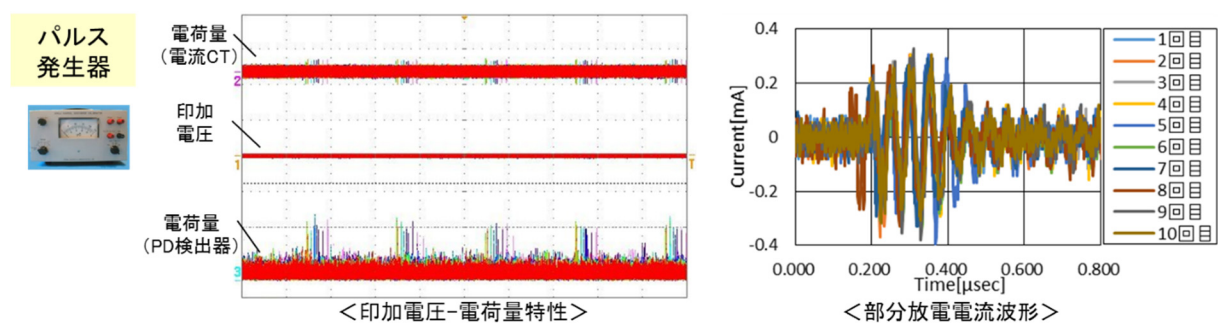 パルス
発生器
電荷量
(電流CT)
2
印加
電圧
1
T
電荷量
(PD検出器)
3
＜印加電圧-電荷量特性＞
0.4
0.2
0
-0.2
-0.4
Current[mA]
0.000 0.200 0.400 0.600 0.800
Time[μsec]
1回目
2回目
3回目
4回目
5回目
6回目
7回目
8回目
9回目
10回目
＜部分放電電流波形＞